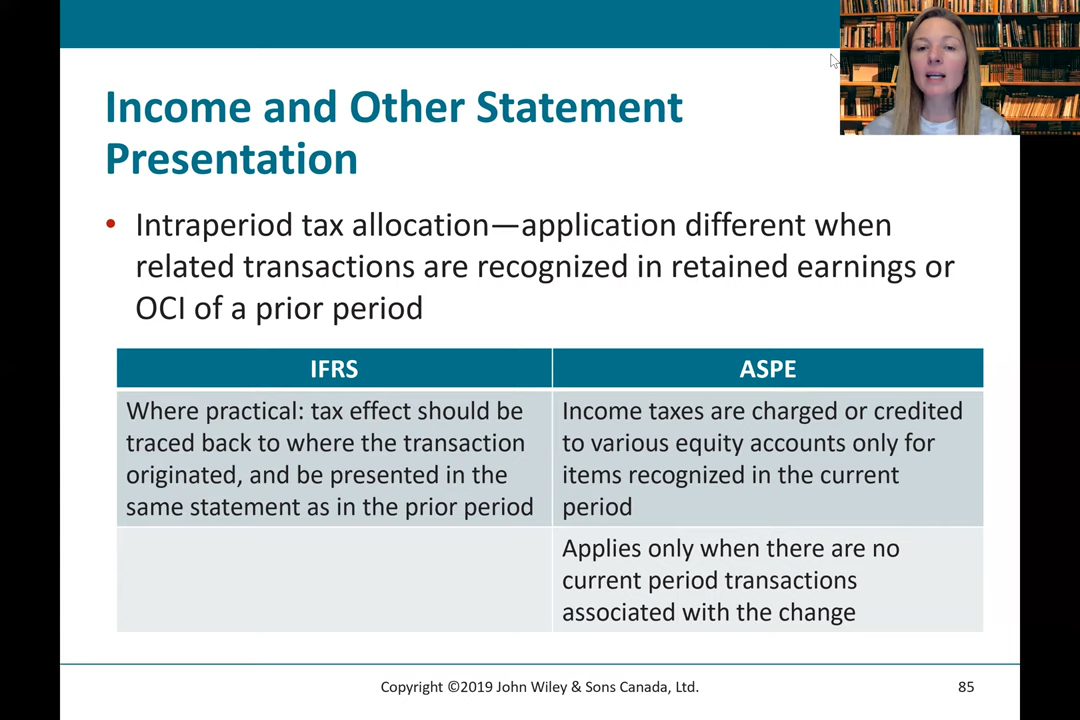 Income and Other Statement
Presentation
• Intraperiod tax allocation—application different when
related transactions are recognized in retained earnings or
OCI of a prior period
IFRS
ASPE
Where practical: tax effect should be
traced back to where the transaction
originated, and be presented in the
same statement as in the prior period
Income taxes are charged or credited
to various equity accounts only for
items recognized in the current
period
Applies only when there are no
current period transactions
associated with the change
Copyright ©2019 John Wiley & Sons Canada, Ltd.
85